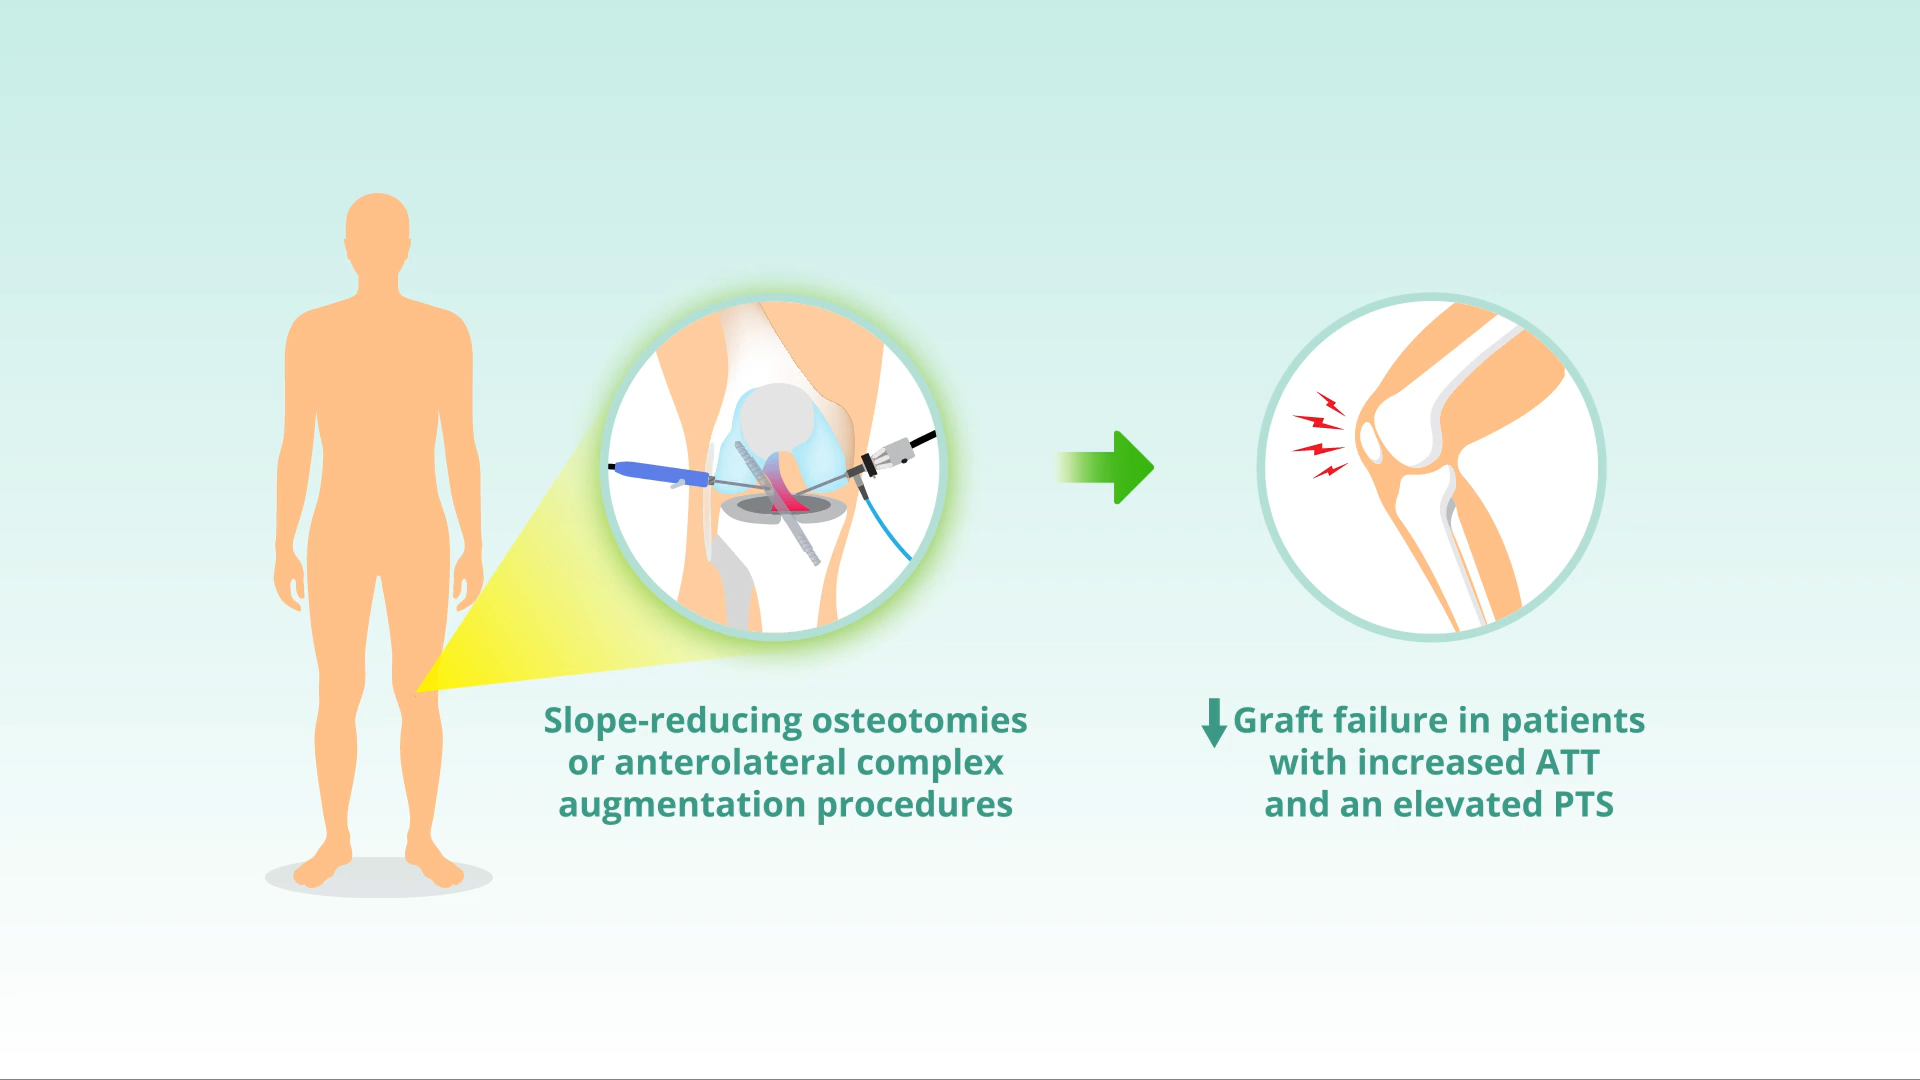 Slope-reducing osteotomies
or anterolateral complex
augmentation procedures
Graft failure in patients
with increased ATT
and an elevated PTS